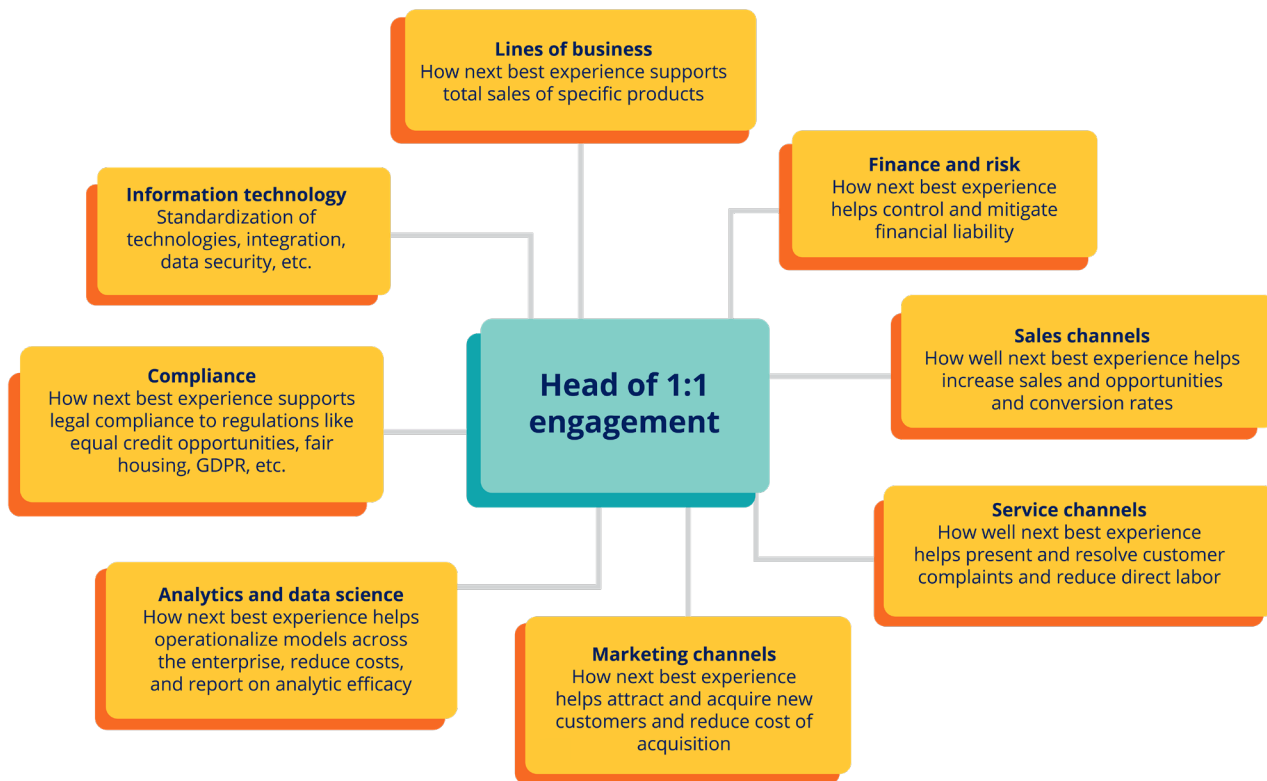 Lines of business
How next best experience supports
total sales of specific products
Finance and risk
How next best experience
helps control and mitigate
financial liability
Information technology
Standardization of
technologies, integration,
data security, etc.
Sales channels
How well next best experience helps
increase sales and opportunities
and conversion rates
Head of 1:1
engagement
Compliance
How next best experience supports
legal compliance to regulations like
equal credit opportunities, fair
housing, GDPR, etc.
Service channels
How well next best experience
helps present and resolve customer
complaints and reduce direct labor
Analytics and data science
How next best experience helps
operationalize models across
the enterprise, reduce costs,
and report on analytic efficacy
Marketing channels
How next best experience
helps attract and acquire new
customers and reduce cost of
acquisition